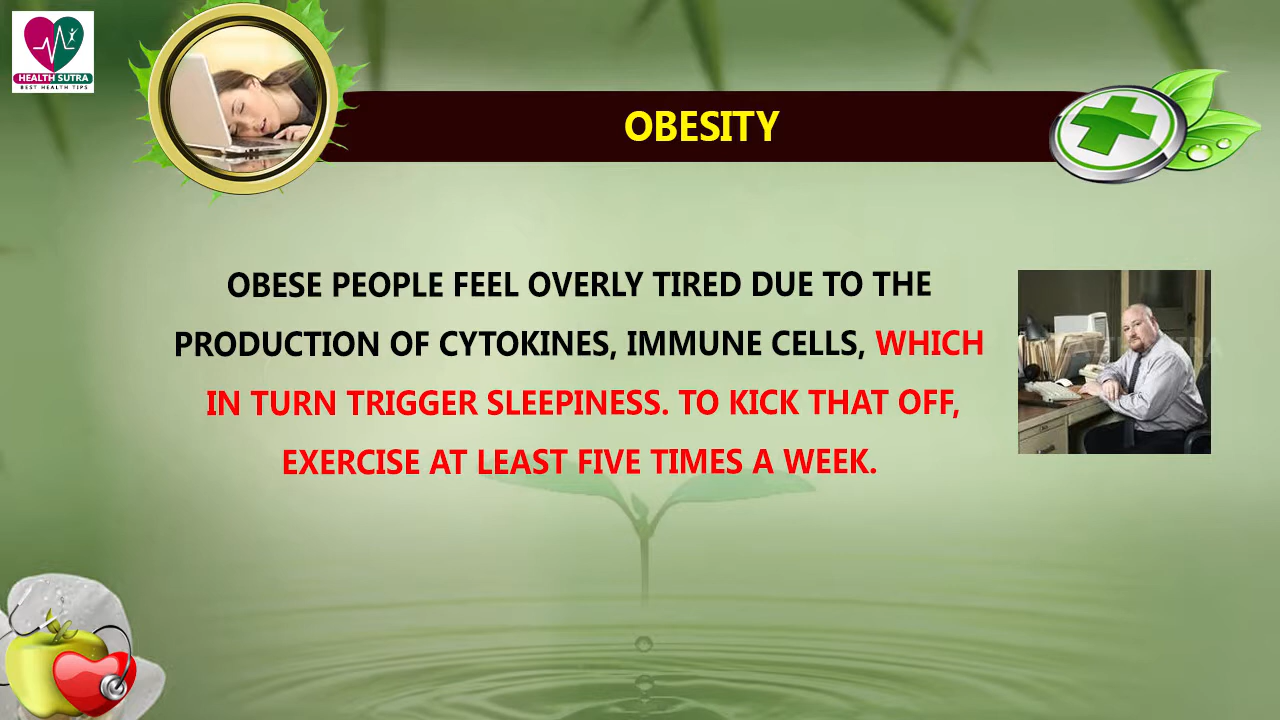 HEALTH SUTRA
BEST HEALTH TIPS
OBESITY
OBESE PEOPLE FEEL OVERLY TIRED DUE TO THE
PRODUCTION OF CYTOKINES, IMMUNE CELLS, WHICH
IN TURN TRIGGER SLEEPINESS. TO KICK THAT OFF,
EXERCISE AT LEAST FIVE TIMES A WEEK.